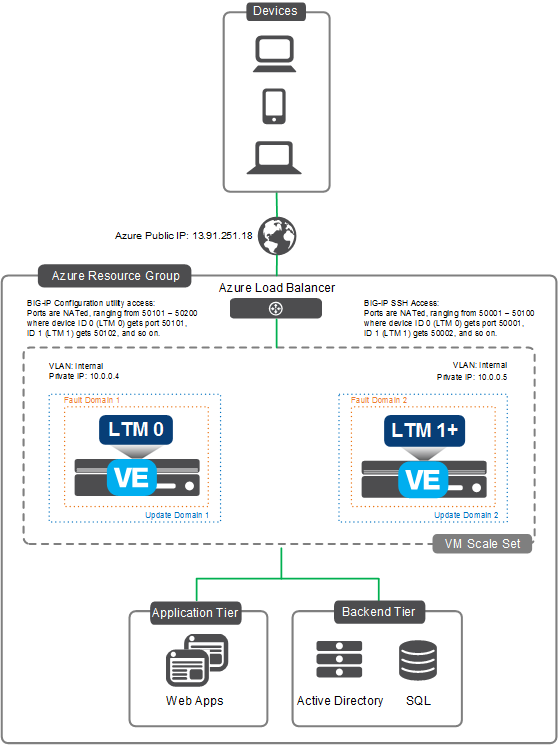 Devices
Azure Public IP: 13.91.251.18
Azure Resource Group
Azure Load Balancer
BIG-IP Configuration utility access:
Ports are NATed, ranging from 50101 – 50200
where device ID 0 (LTM 0) gets port 50101,
ID 1 (LTM 1) gets 50102, and so on.
BIG-IP SSH Access:
Ports are NATed, ranging from 50001 – 50100
where device ID 0 (LTM 0) gets port 50001,
ID 1 (LTM 1) gets 50002, and so on.
VLAN: Internal
Private IP: 10.0.0.4
VLAN: Internal
Private IP: 10.0.0.5
Fault Domain 1
LTM 0
VE
Update Domain 1
Fault Domain 2
LTM 1+
VE
Update Domain 2
VM Scale Set
Application Tier
Web Apps
Backend Tier
Active Directory
SQL